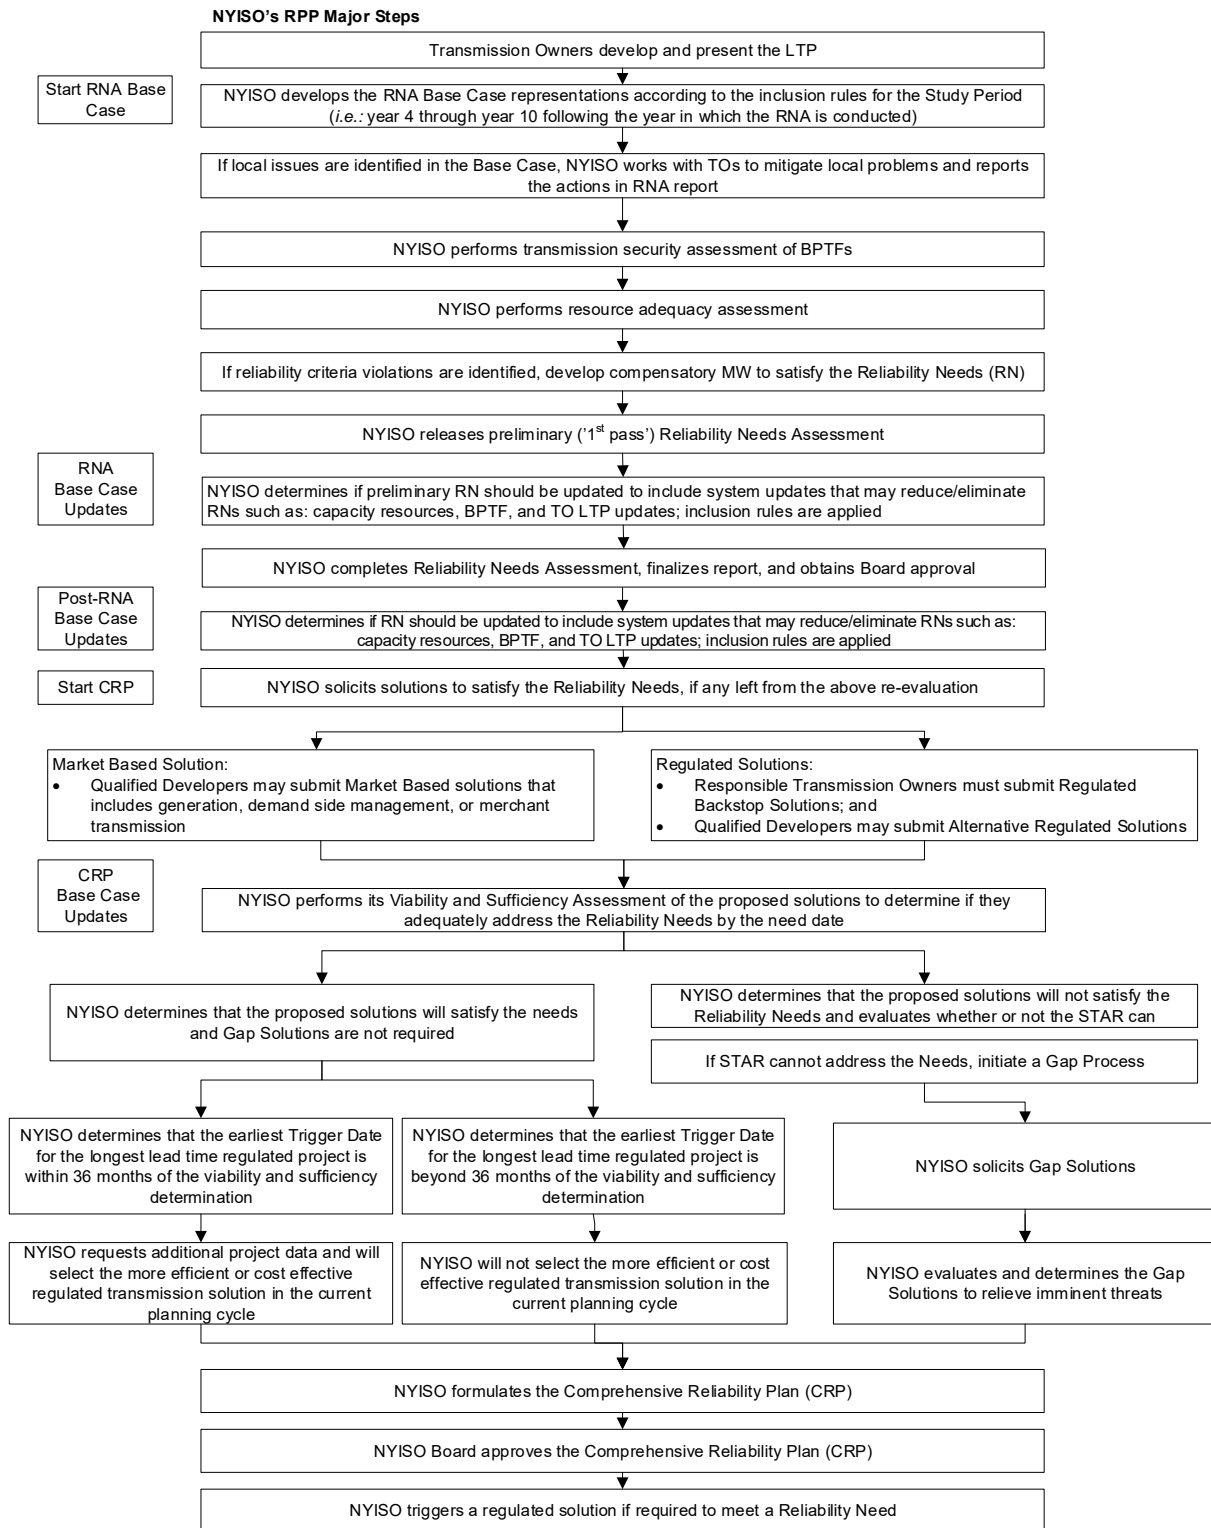 NYISO's RPP Major Steps
Transmission Owners develop and present the LTP
Start RNA Base
Case
NYISO develops the RNA Base Case representations according to the inclusion rules for the Study Period
(i.e.: year 4 through year 10 following the year in which the RNA is conducted)
If local issues are identified in the Base Case, NYISO works with TOs to mitigate local problems and reports
the actions in RNA report
NYISO performs transmission security assessment of BPTFs
NYISO performs resource adequacy assessment
If reliability criteria violations are identified, develop compensatory MW to satisfy the Reliability Needs (RN)
NYISO releases preliminary ('1st pass') Reliability Needs Assessment
RNA
Base Case
Updates
NYISO determines if preliminary RN should be updated to include system updates that may reduce/eliminate
RNs such as: capacity resources, BPTF, and TO LTP updates; inclusion rules are applied
NYISO completes Reliability Needs Assessment, finalizes report, and obtains Board approval
Post-RNA
Base Case
Updates
NYISO determines if RN should be updated to include system updates that may reduce/eliminate RNs such as:
capacity resources, BPTF, and TO LTP updates; inclusion rules are applied
Start CRP
NYISO solicits solutions to satisfy the Reliability Needs, if any left from the above re-evaluation
Market Based Solution:
• Qualified Developers may submit Market Based solutions that
includes generation, demand side management, or merchant
transmission
Regulated Solutions:
• Responsible Transmission Owners must submit Regulated
Backstop Solutions; and
• Qualified Developers may submit Alternative Regulated Solutions
CRP
Base Case
Updates
NYISO performs its Viability and Sufficiency Assessment of the proposed solutions to determine if they
adequately address the Reliability Needs by the need date
NYISO determines that the proposed solutions will satisfy the needs
and Gap Solutions are not required
NYISO determines that the proposed solutions will not satisfy the
Reliability Needs and evaluates whether or not the STAR can
If STAR cannot address the Needs, initiate a Gap Process
NYISO determines that the earliest Trigger Date
for the longest lead time regulated project is
within 36 months of the viability and sufficiency
determination
NYISO determines that the earliest Trigger Date
for the longest lead time regulated project is
beyond 36 months of the viability and sufficiency
determination
NYISO solicits Gap Solutions
NYISO requests additional project data and will
select the more efficient or cost effective
regulated transmission solution in the current
planning cycle
NYISO will not select the more efficient or cost
effective regulated transmission solution in the
current planning cycle
NYISO evaluates and determines the Gap
Solutions to relieve imminent threats
NYISO formulates the Comprehensive Reliability Plan (CRP)
NYISO Board approves the Comprehensive Reliability Plan (CRP)
NYISO triggers a regulated solution if required to meet a Reliability Need